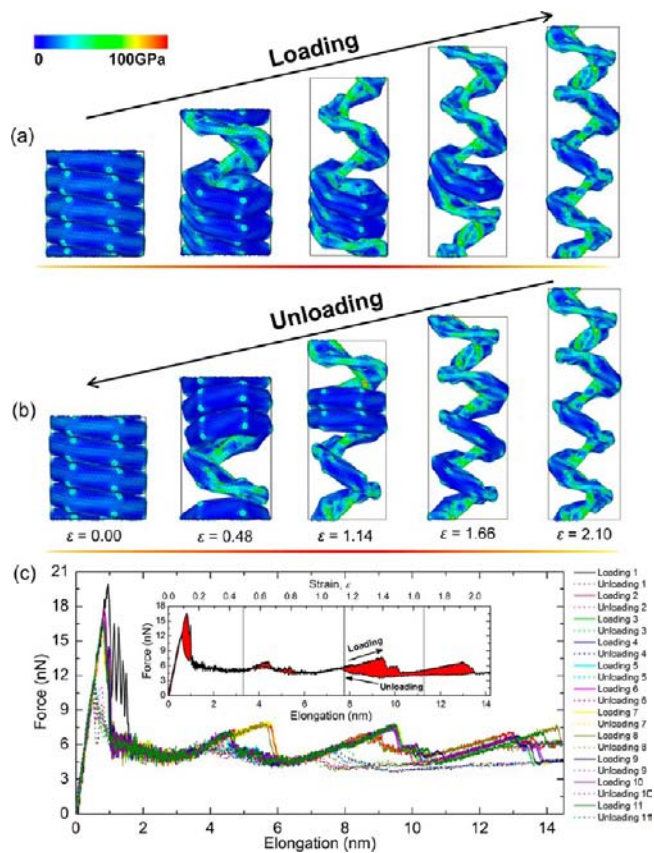 0 100GPa
Loading
(a)
Unloading
(b)
ε = 0.00 ε = 0.48 ε = 1.14 ε = 1.66 ε = 2.10
(c)
Force (nN)
21
18
15
12
9
6
3
0
0 2 4 6 8 10 12 14
Elongation (nm)
Strain, ε
0.0 0.2 0.4 0.6 0.8 1.0 1.2 1.4 1.6 1.8 2.0
Force (nN)
18
15
12
9
6
3
0
Loading
Unloading
0 2 4 6 8 10 12 14
Elongation (nm)
Loading 1
Unloading 1
Loading 2
Unloading 2
Loading 3
Unloading 3
Loading 4
Unloading 4
Loading 5
Unloading 5
Loading 6
Unloading 6
Loading 7
Unloading 7
Loading 8
Unloading 8
Loading 9
Unloading 9
Loading 10
Unloading 10
Loading 11
Unloading 11